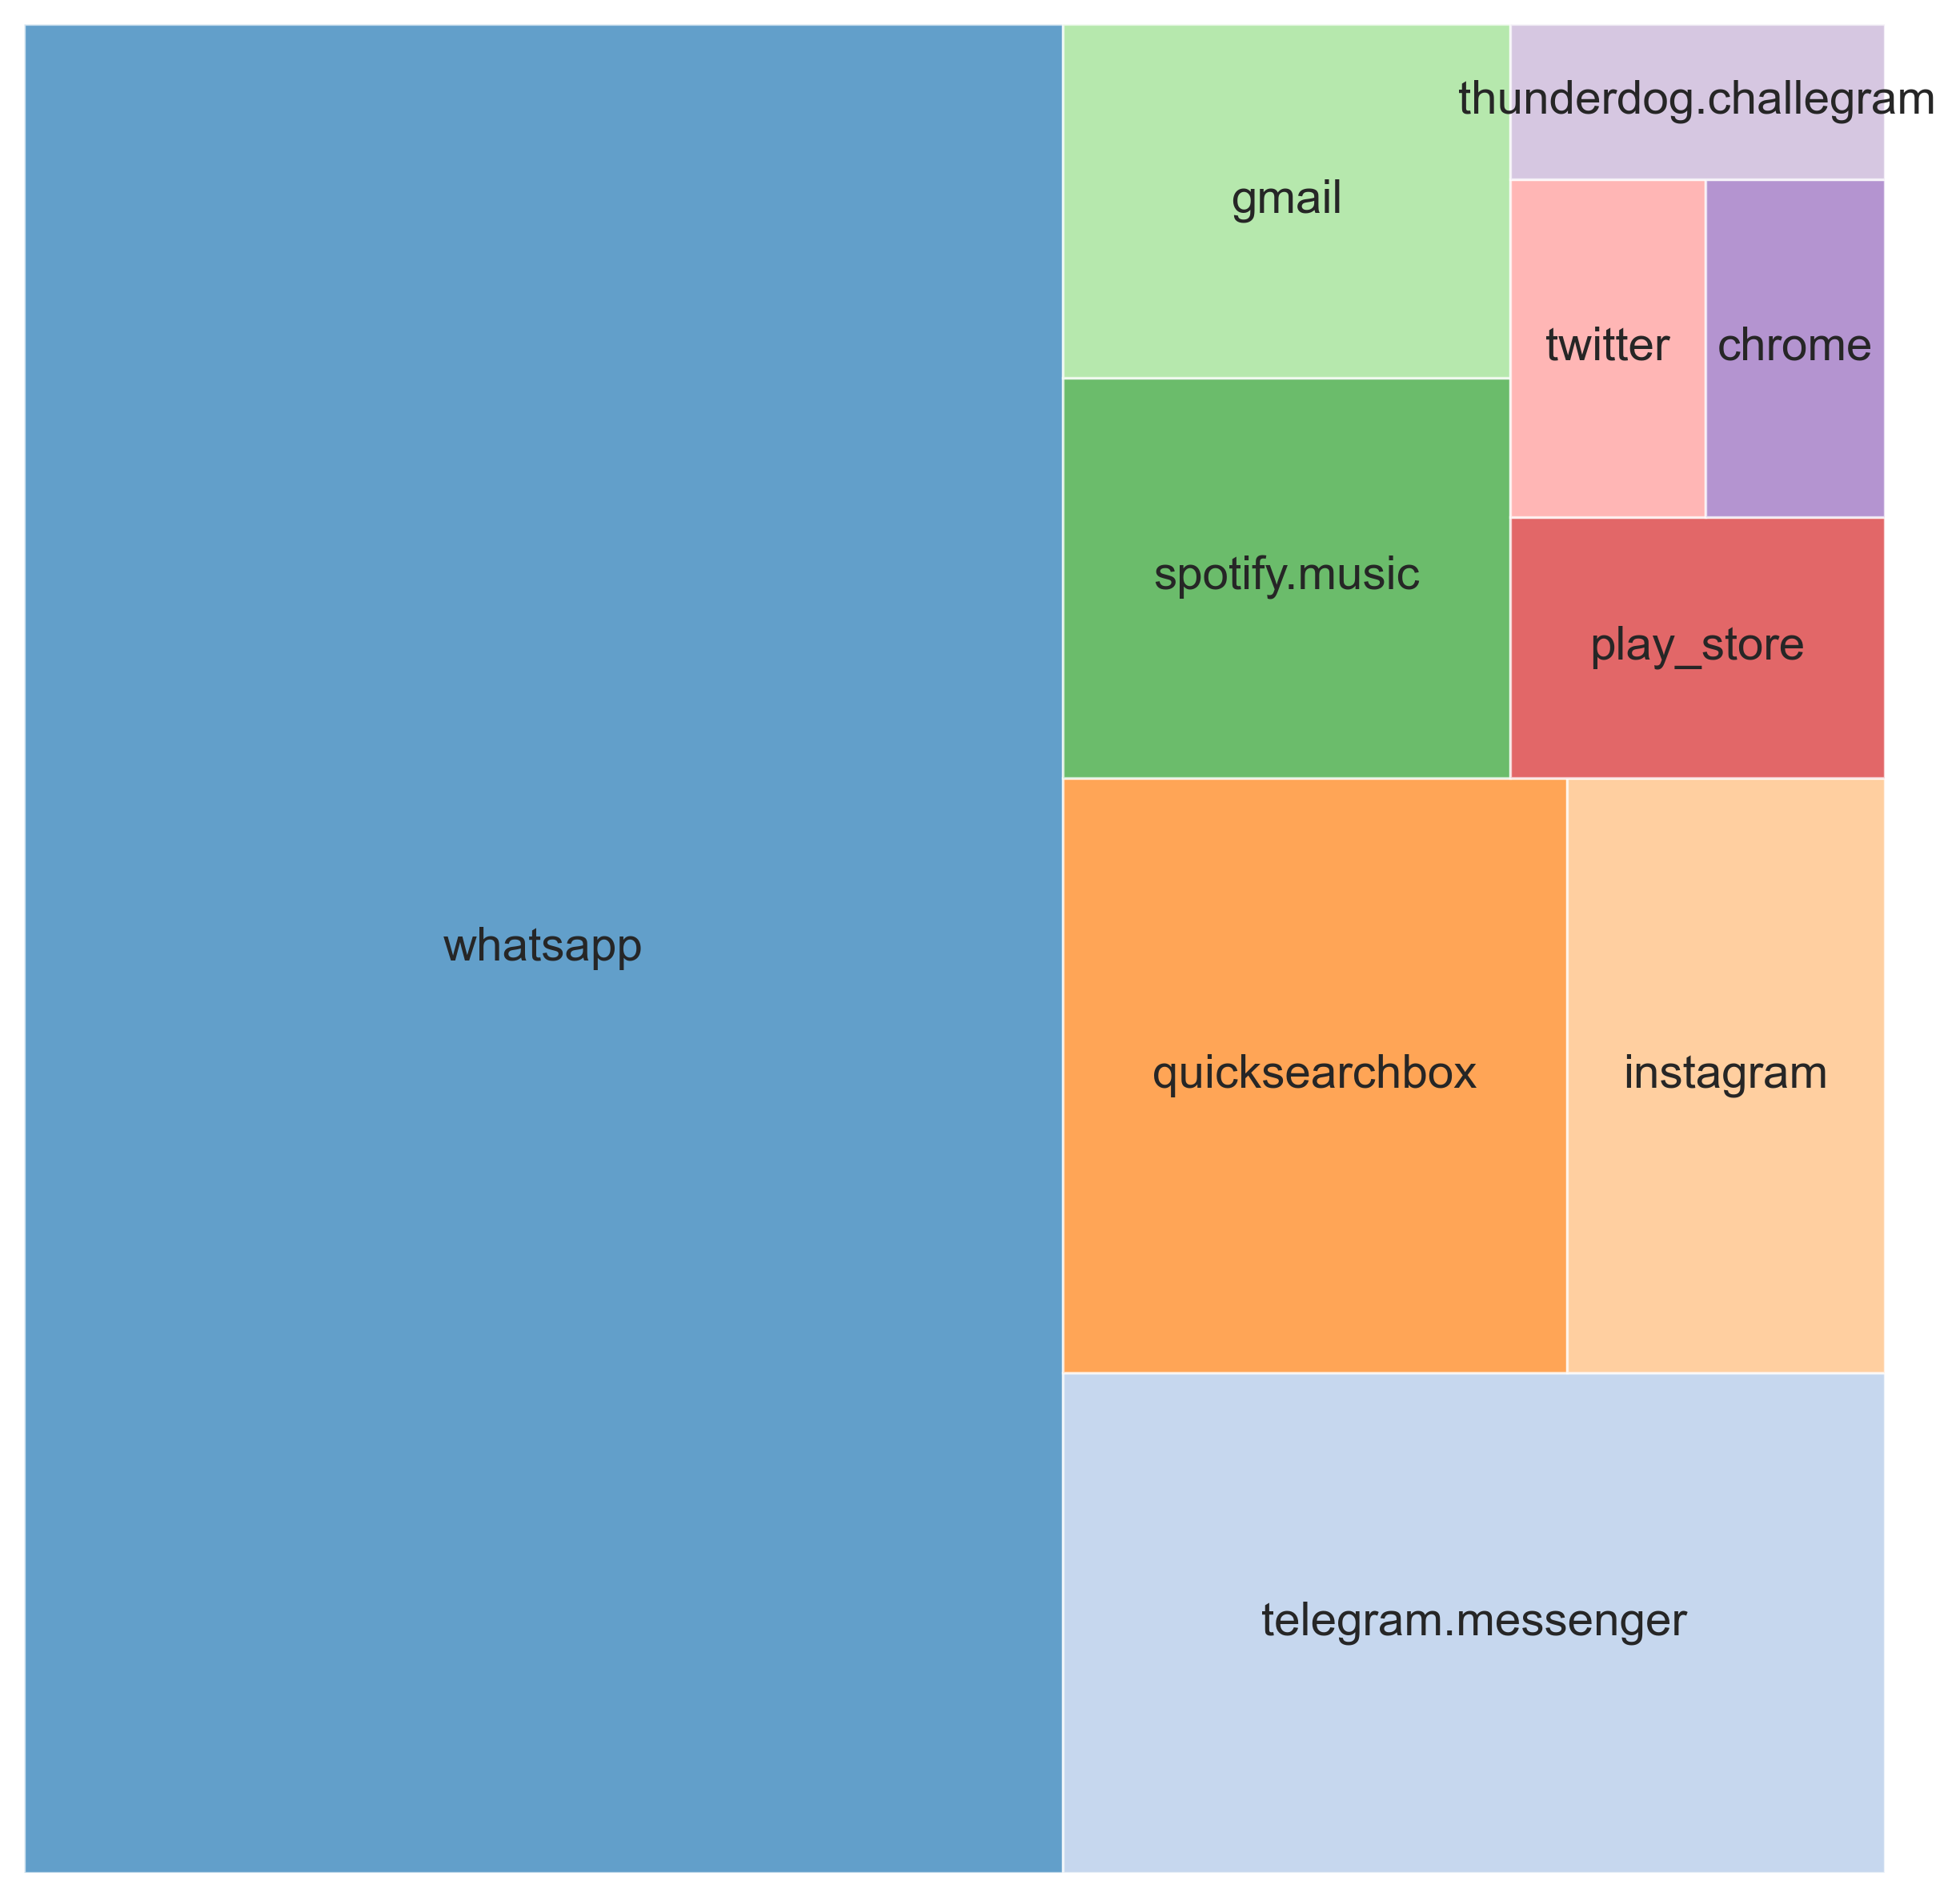 thunderdog.challegram
gmail
twitter
chrome
spotify.music
play_store
whatsapp
quicksearchbox
instagram
telegram.messenger